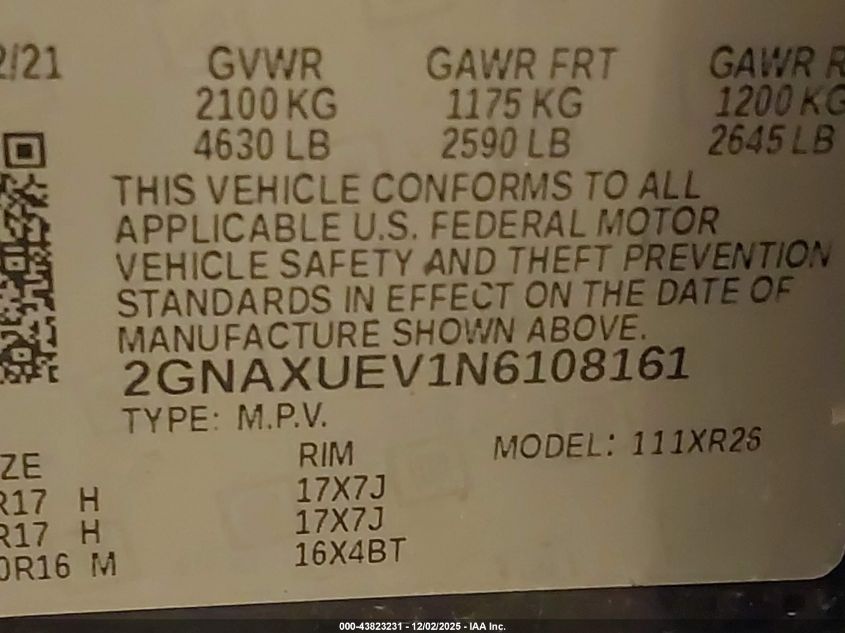 2/21 GVWR GAWR FRT GAWR R
2100 KG 1175 KG 1200 KG
4630 LB 2590 LB 2645 LB
THIS VEHICLE CONFORMS TO ALL
APPLICABLE U.S. FEDERAL MOTOR
VEHICLE SAFETY AND THEFT PREVENTION
STANDARDS IN EFFECT ON THE DATE OF
MANUFACTURE SHOWN ABOVE.
2GNAXUEV1N6108161
TYPE: M.P.V.
MODEL: 111XR26
ZE RIM
R17 H 17X7J
R17 H 17X7J
0R16 M 16X4BT
000-43823231 - 12/02/2025 - IAA Inc.